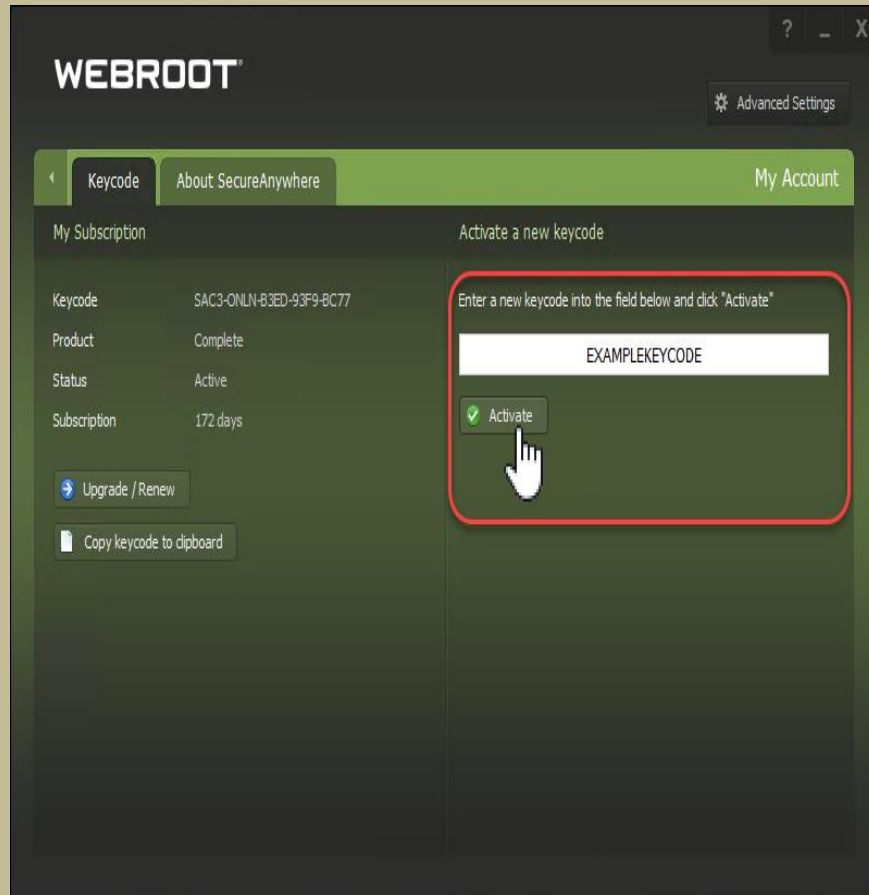 ? _ X
WEBROOT®
Advanced Settings
Keycode
About SecureAnywhere
My Account
My Subscription
Keycode SAC3-ONLN-B3ED-93F9-BC77
Product Complete
Status Active
Subscription 172 days
Upgrade / Renew
Copy keycode to clipboard
Activate a new keycode
Enter a new keycode into the field below and click "Activate"
EXAMPLEKEYCODE
Activate